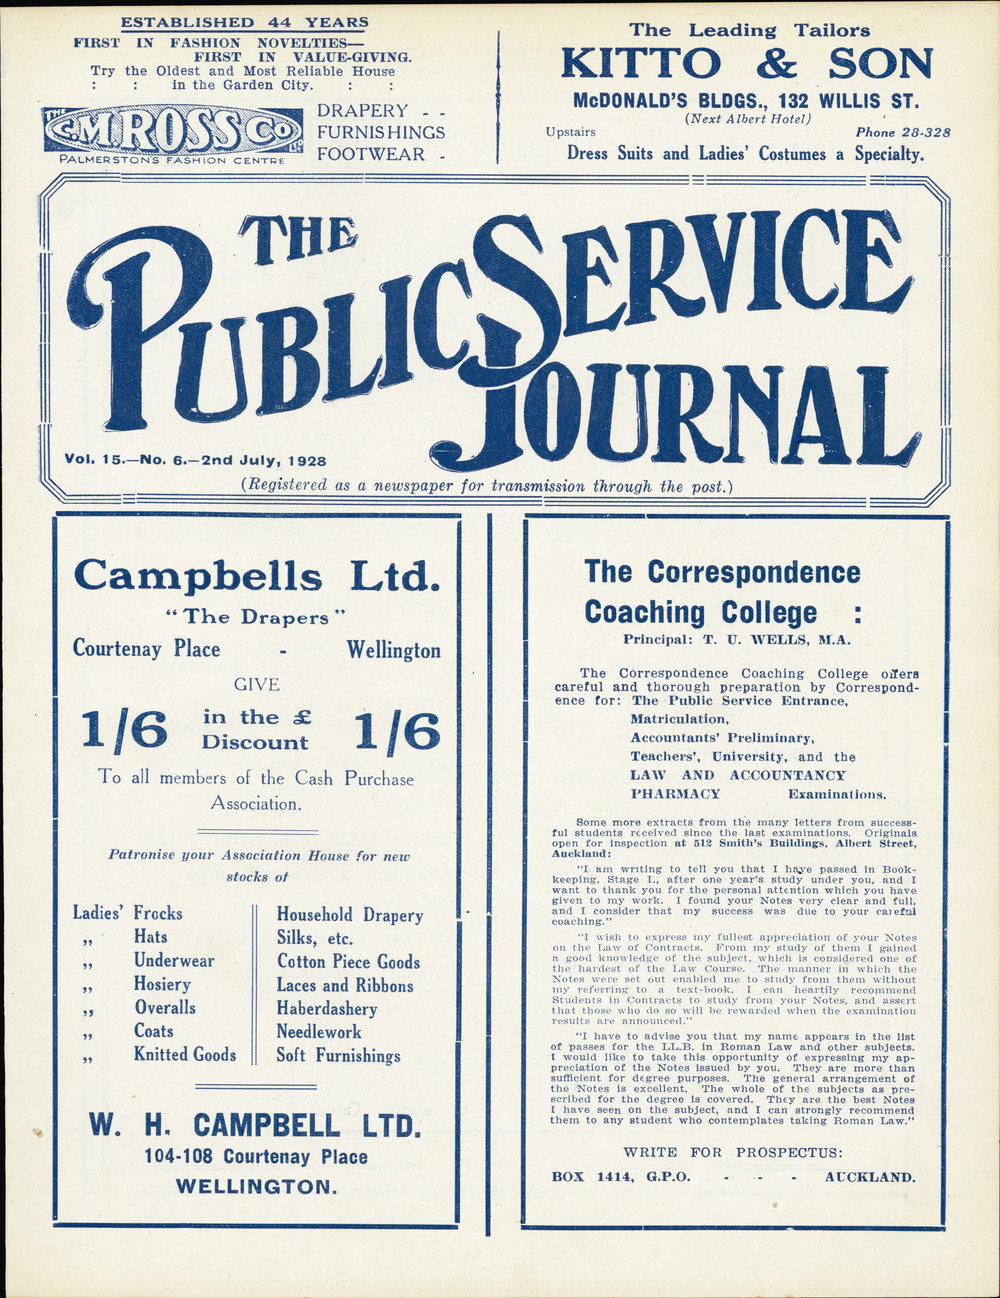 ESTABLISHED 44 YEARS
FIRST IN FASHION NOVELTIES—
FIRST IN VALUE-GIVING.
Try the Oldest and Most Reliable House
: : in the Garden City. : :
THE C.M. ROSS Co LTD
PALMERSTON'S FASHION CENTRE
DRAPERY - -
FURNISHINGS
FOOTWEAR -
The Leading Tailors
KITTO & SON
McDONALD'S BLDGS., 132 WILLIS ST.
(Next Albert Hotel)
Upstairs Phone 28-328
Dress Suits and Ladies' Costumes a Specialty.
THE
PUBLIC SERVICE
JOURNAL
Vol. 15.—No. 6.—2nd July, 1928
(Registered as a newspaper for transmission through the post.)
Campbells Ltd.
"The Drapers"
Courtenay Place - Wellington
GIVE
1/6 in the £ Discount 1/6
To all members of the Cash Purchase
Association.
Patronise your Association House for new
stocks of
Ladies' Frocks
„ Hats
„ Underwear
„ Hosiery
„ Overalls
„ Coats
„ Knitted Goods
Household Drapery
Silks, etc.
Cotton Piece Goods
Laces and Ribbons
Haberdashery
Needlework
Soft Furnishings
W. H. CAMPBELL LTD.
104-108 Courtenay Place
WELLINGTON.
The Correspondence
Coaching College :
Principal: T. U. WELLS, M.A.
The Correspondence Coaching College offers
careful and thorough preparation by Correspond-
ence for: The Public Service Entrance,
Matriculation,
Accountants' Preliminary,
Teachers', University, and the
LAW AND ACCOUNTANCY
PHARMACY Examinations.
Some more extracts from the many letters from success-
ful students received since the last examinations. Originals
open for inspection at 512 Smith's Buildings, Albert Street,
Auckland:
"I am writing to tell you that I have passed in Book-
keeping, Stage I., after one year's study under you, and I
want to thank you for the personal attention which you have
given to my work. I found your Notes very clear and full,
and I consider that my success was due to your careful
coaching."
"I wish to express my fullest appreciation of your Notes
on the Law of Contracts. From my study of them I gained
a good knowledge of the subject, which is considered one of
the hardest of the Law Course. The manner in which the
Notes were set out enabled me to study from them without
my referring to a text-book. I can heartily recommend
Students in Contracts to study from your Notes, and assert
that those who do so will be rewarded when the examination
results are announced."
"I have to advise you that my name appears in the list
of passes for the LL.B. in Roman Law and other subjects.
I would like to take this opportunity of expressing my ap-
preciation of the Notes issued by you. They are more than
sufficient for degree purposes. The general arrangement of
the Notes is excellent. The whole of the subjects as pre-
scribed for the degree is covered. They are the best Notes
I have seen on the subject, and I can strongly recommend
them to any student who contemplates taking Roman Law."
WRITE FOR PROSPECTUS:
BOX 1414, G.P.O. - - - AUCKLAND.